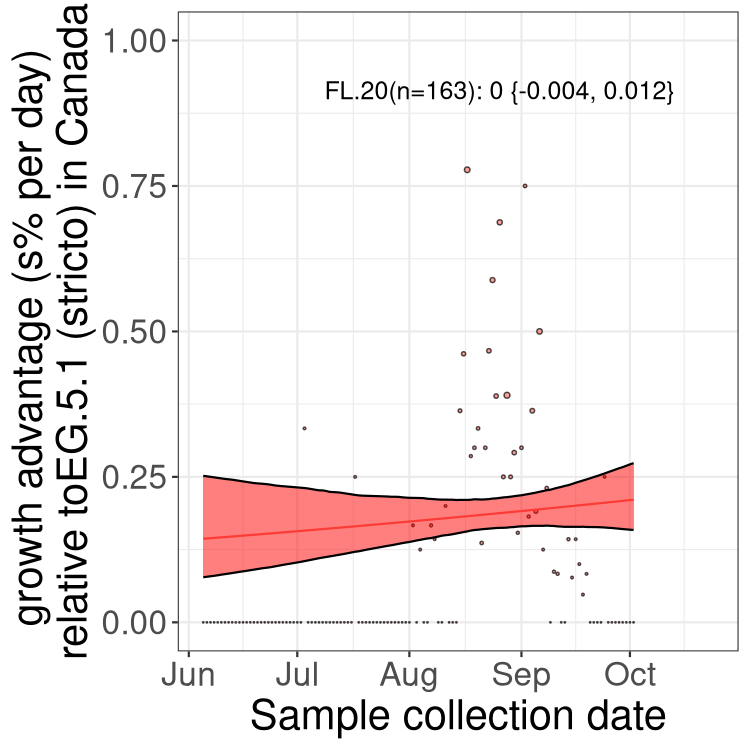 growth advantage (s% per day)
relative toEG.5.1 (stricto) in Canada
1.00
0.75
0.50
0.25
0.00
FL.20(n=163): 0 {-0.004, 0.012}
Jun Jul Aug Sep Oct
Sample collection date